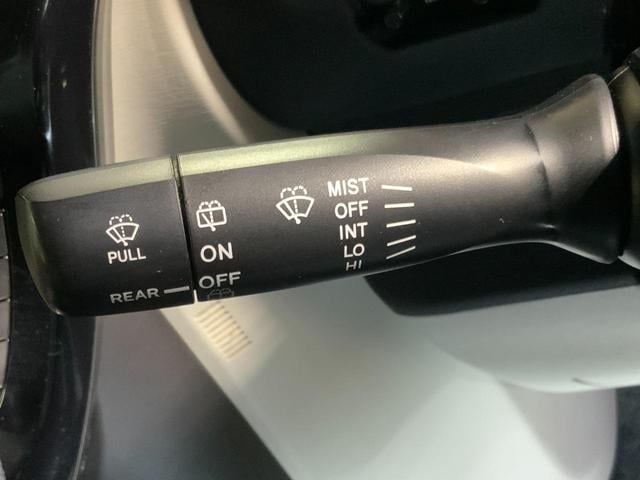 PULL
REAR
ON
OFF
MIST
OFF
INT
LO
HI